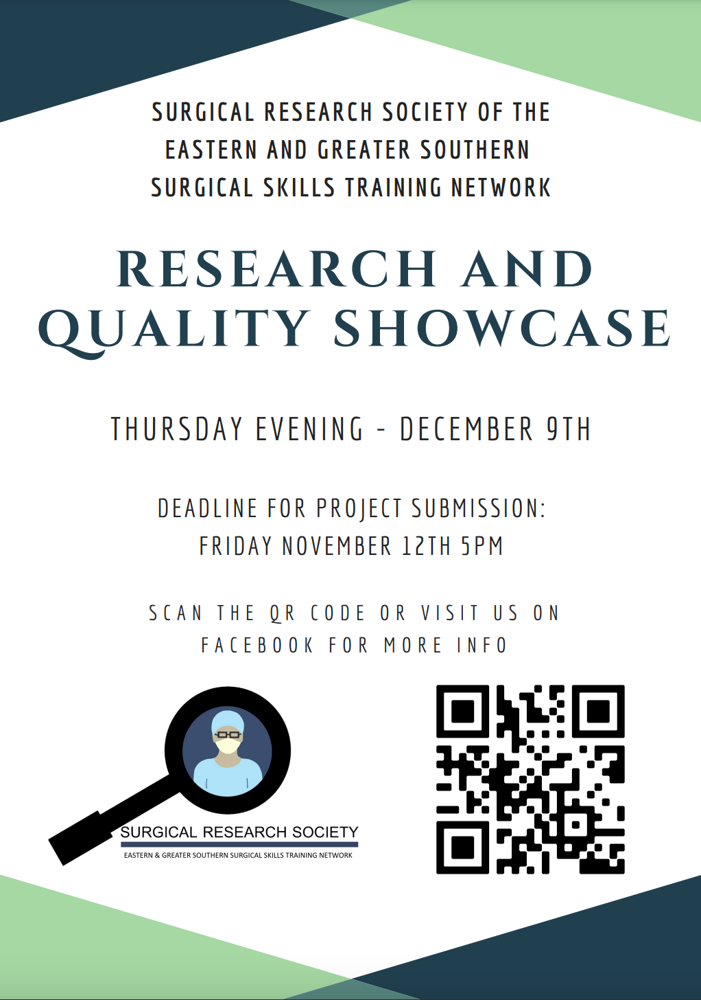 SURGICAL RESEARCH SOCIETY OF THE
EASTERN AND GREATER SOUTHERN
SURGICAL SKILLS TRAINING NETWORK
RESEARCH AND
QUALITY SHOWCASE
THURSDAY EVENING - DECEMBER 9TH
DEADLINE FOR PROJECT SUBMISSION:
FRIDAY NOVEMBER 12TH 5PM
SCAN THE QR CODE OR VISIT US ON
FACEBOOK FOR MORE INFO
SURGICAL RESEARCH SOCIETY
EASTERN & GREATER SOUTHERN SURGICAL SKILLS TRAINING NETWORK